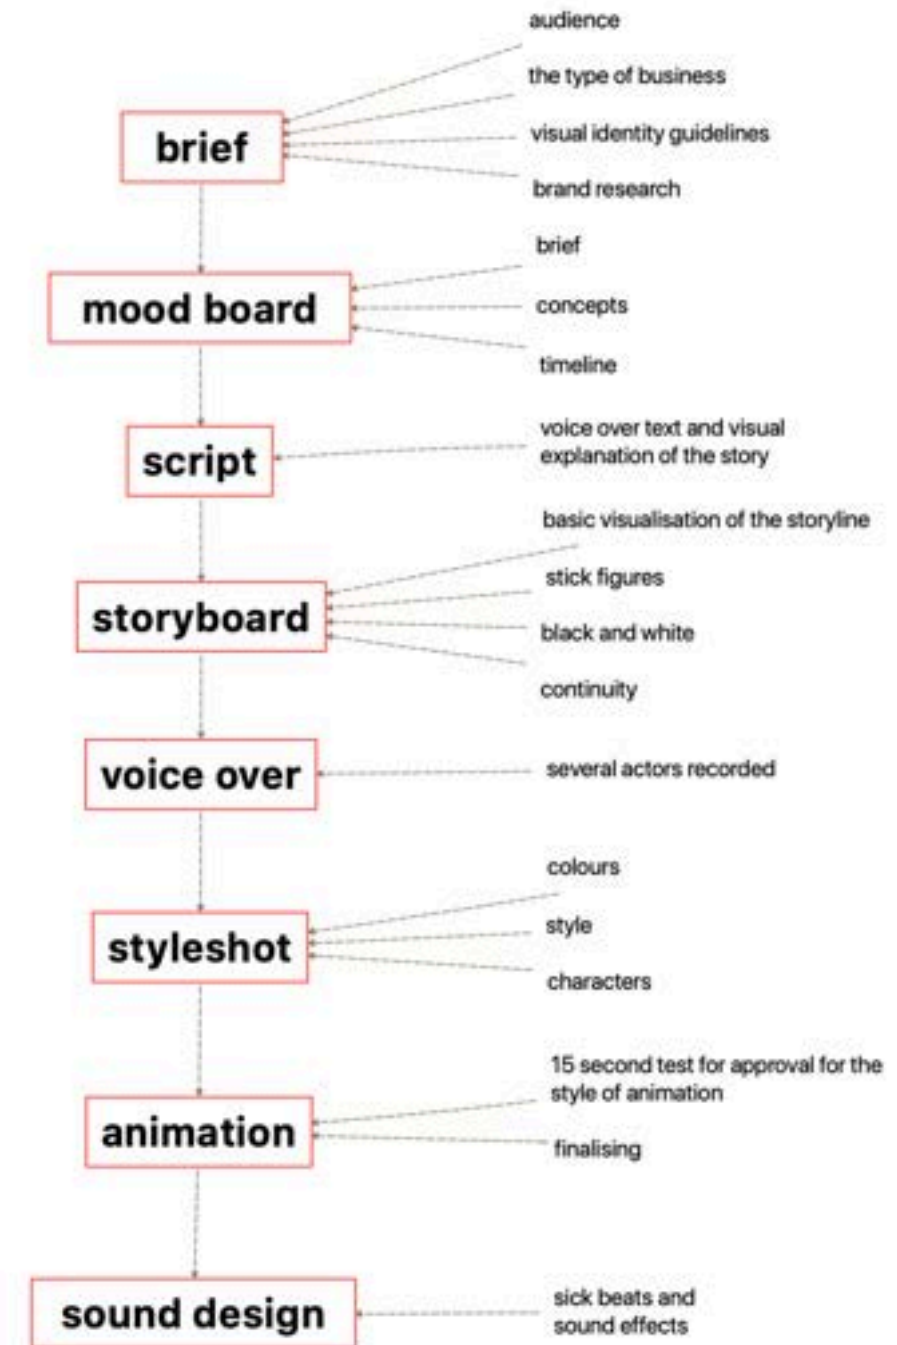 audience
the type of business
brief
visual identity guidelines
brand research
brief
mood board
concepts
timeline
script
voice over text and visual
explanation of the story
basic visualisation of the storyline
storyboard
stick figures
black and white
continuity
voice over
several actors recorded
colours
styleshot
style
characters
15 second test for approval for the
style of animation
animation
finalising
sound design
sick beats and
sound effects